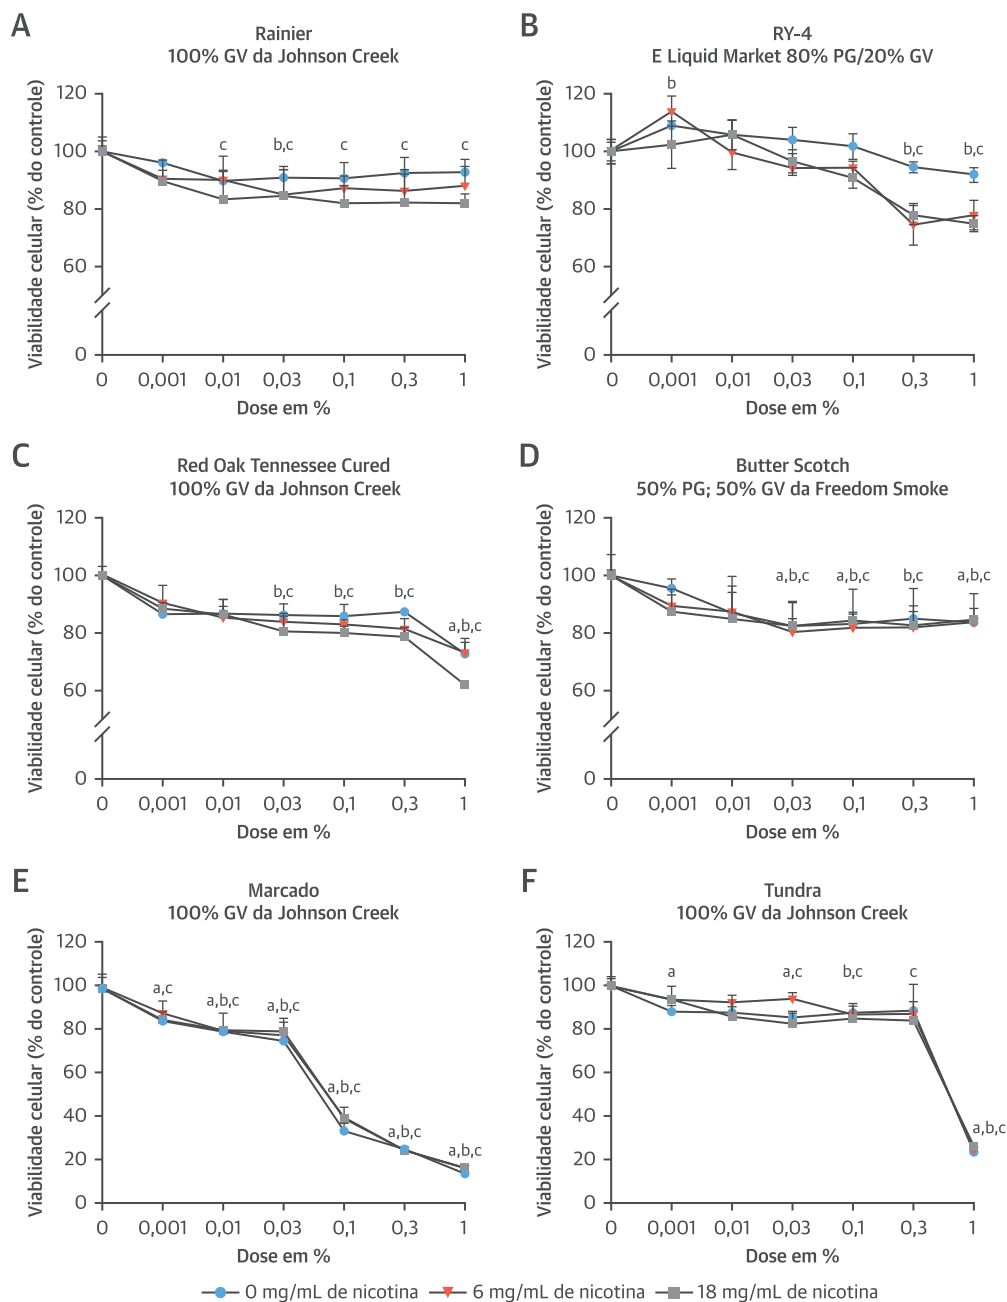 A
Rainier
100% GV da Johnson Creek
Viabilidade celular (% do controle)
120
100
80
60
0
c
b,c
c
c
c
0 0,001 0,01 0,03 0,1 0,3 1
Dose em %
B
RY-4
E Liquid Market 80% PG/20% GV
Viabilidade celular (% do controle)
120
100
80
60
0
b
b,c
b,c
0 0,001 0,01 0,03 0,1 0,3 1
Dose em %
C
Red Oak Tennessee Cured
100% GV da Johnson Creek
Viabilidade celular (% do controle)
120
100
80
60
0
b,c
b,c
b,c
a,b,c
0 0,001 0,01 0,03 0,1 0,3 1
Dose em %
D
Butter Scotch
50% PG; 50% GV da Freedom Smoke
Viabilidade celular (% do controle)
120
100
80
60
0
a,b,c
a,b,c
b,c
a,b,c
0 0,001 0,01 0,03 0,1 0,3 1
Dose em %
E
Marcado
100% GV da Johnson Creek
Viabilidade celular (% do controle)
120
100
80
60
40
20
0
a,c
a,b,c
a,b,c
a,b,c
a,b,c
a,b,c
0 0,001 0,01 0,03 0,1 0,3 1
Dose em %
F
Tundra
100% GV da Johnson Creek
Viabilidade celular (% do controle)
120
100
80
60
40
20
0
a
a,c
b,c
c
a,b,c
0 0,001 0,01 0,03 0,1 0,3 1
Dose em %
0 mg/mL de nicotina 6 mg/mL de nicotina 18 mg/mL de nicotina